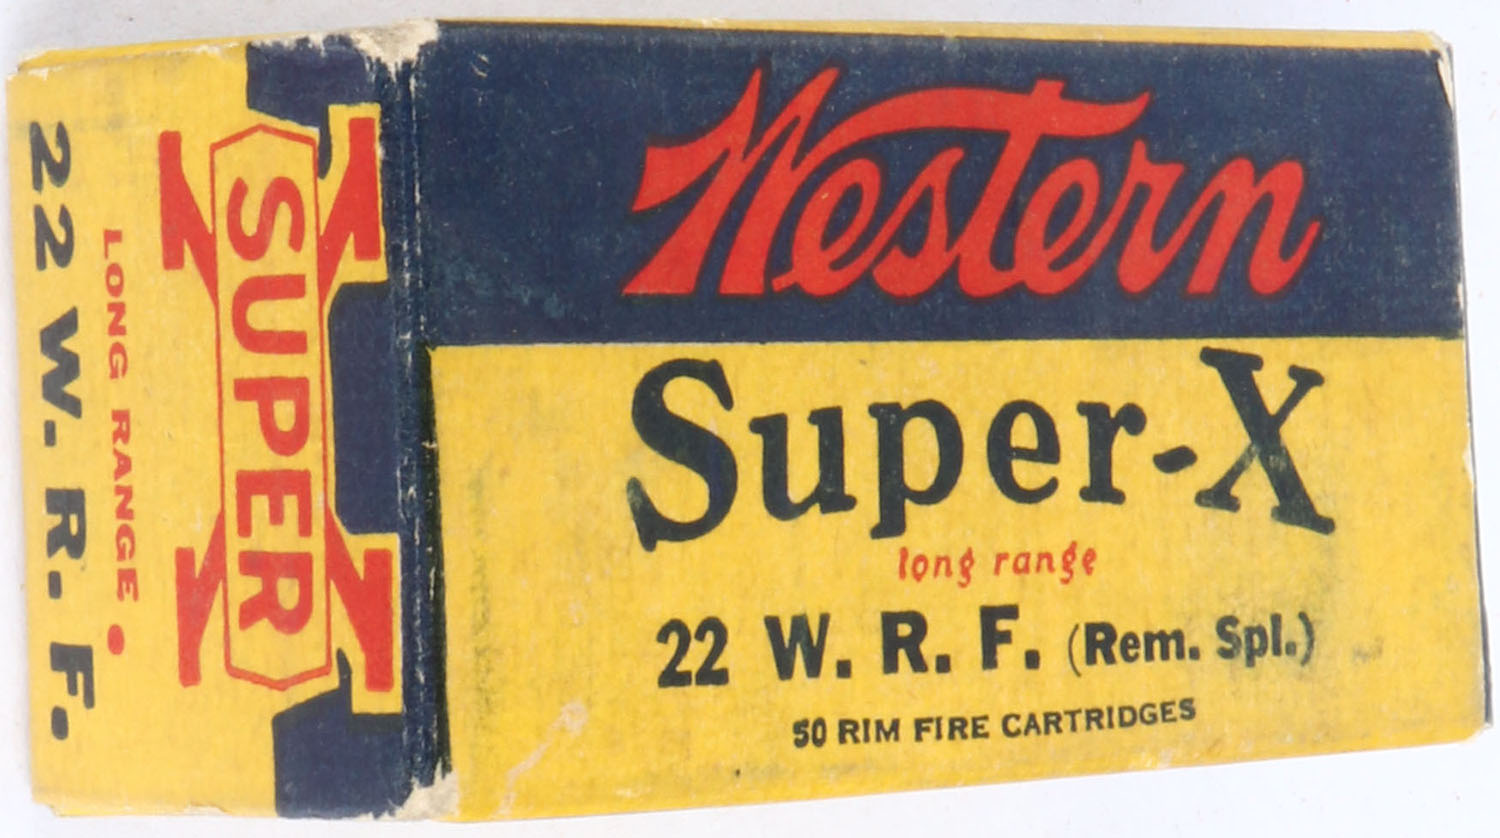 Western
Super-X
long range
22 W. R. F. (Rem. Spl.)
50 RIM FIRE CARTRIDGES
SUPER X
LONG RANGE •
22 W. R. F.